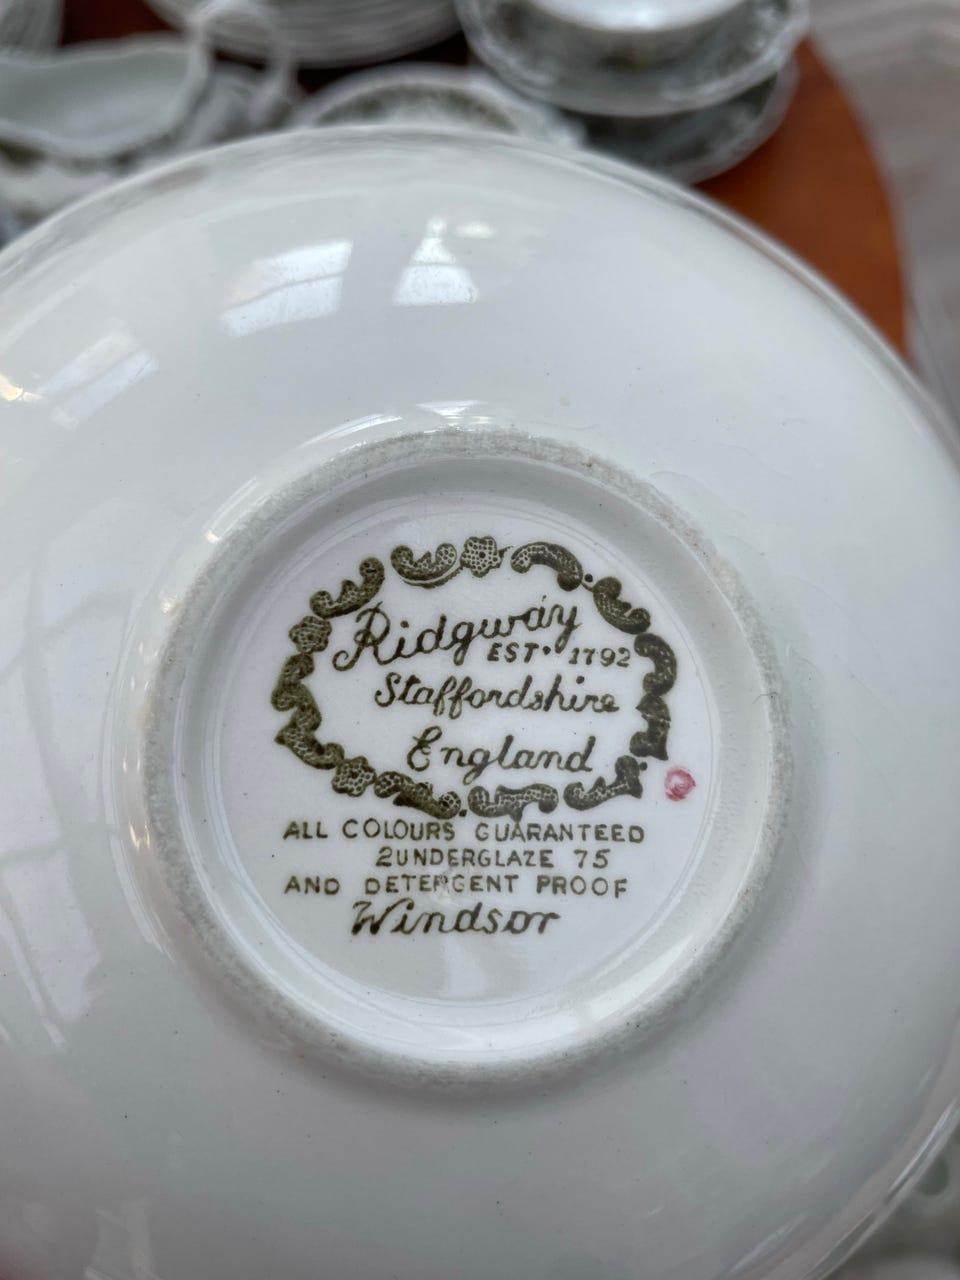 Ridgway
EST. 1792
Staffordshire
England
ALL COLOURS GUARANTEED
2UNDERGLAZE 75
AND DETERGENT PROOF
Windsor